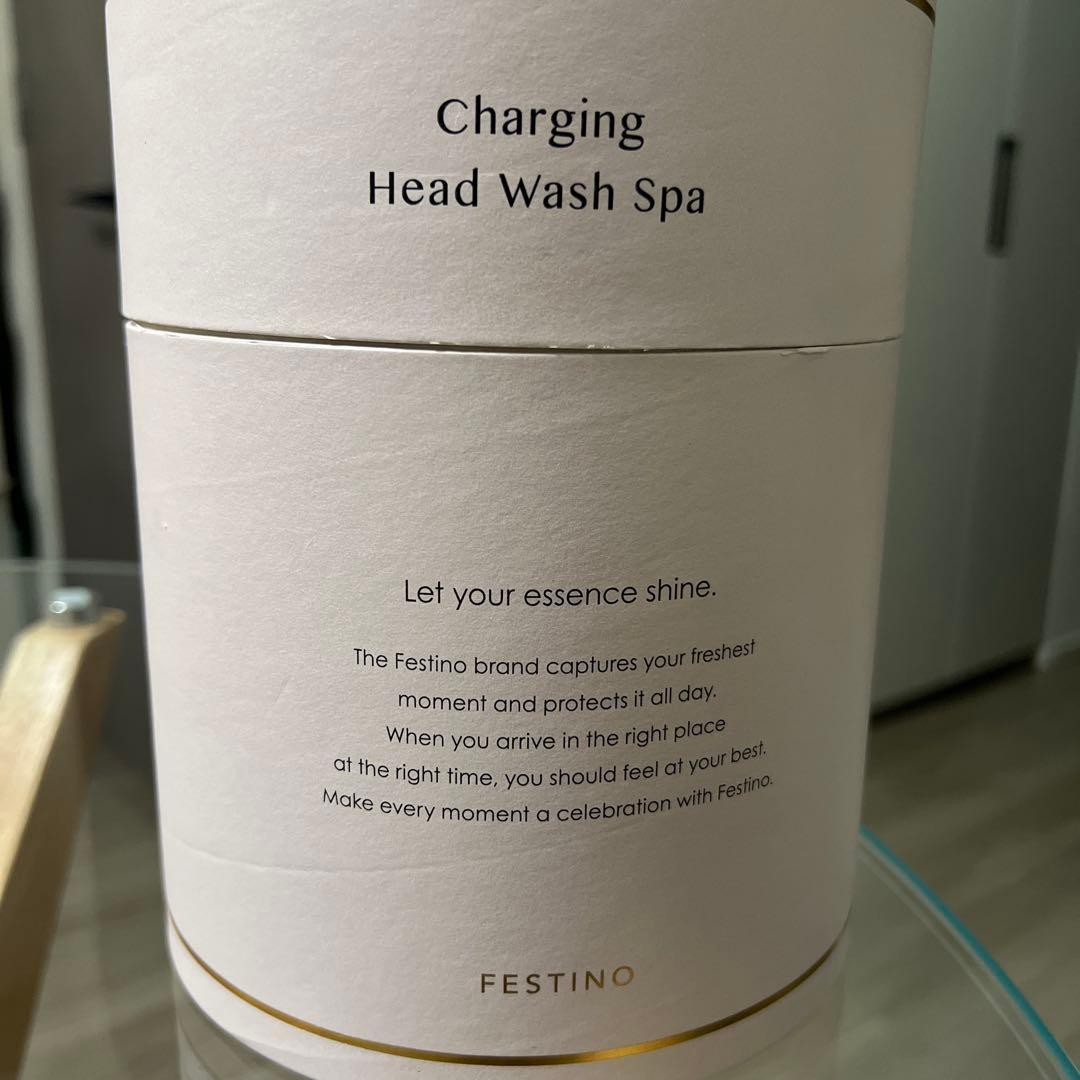 Charging
Head Wash Spa
Let your essence shine.
The Festino brand captures your freshest
moment and protects it all day.
When you arrive in the right place
at the right time, you should feel at your best.
Make every moment a celebration with Festino.
FESTINO